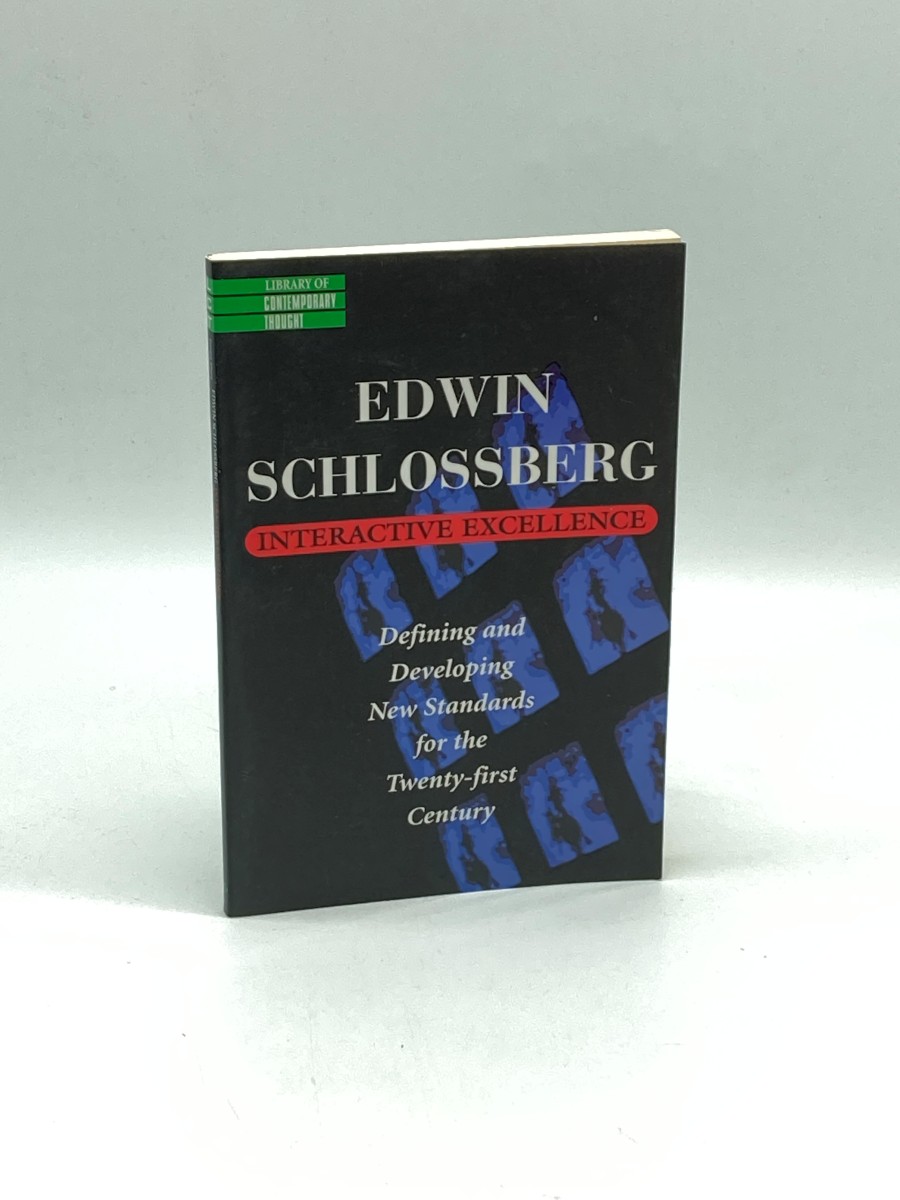 LIBRARY OF
CONTEMPORARY
THOUGHT
EDWIN
SCHLOSSBERG
INTERACTIVE EXCELLENCE
Defining and
Developing
New Standards
for the
Twenty-first
Century